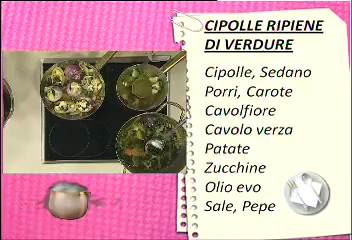 CIPOLLE RIPIENE
DI VERDURE
Cipolle, Sedano
Porri, Carote
Cavolfiore
Cavolo verza
Patate
Zucchine
Olio evo
Sale, Pepe